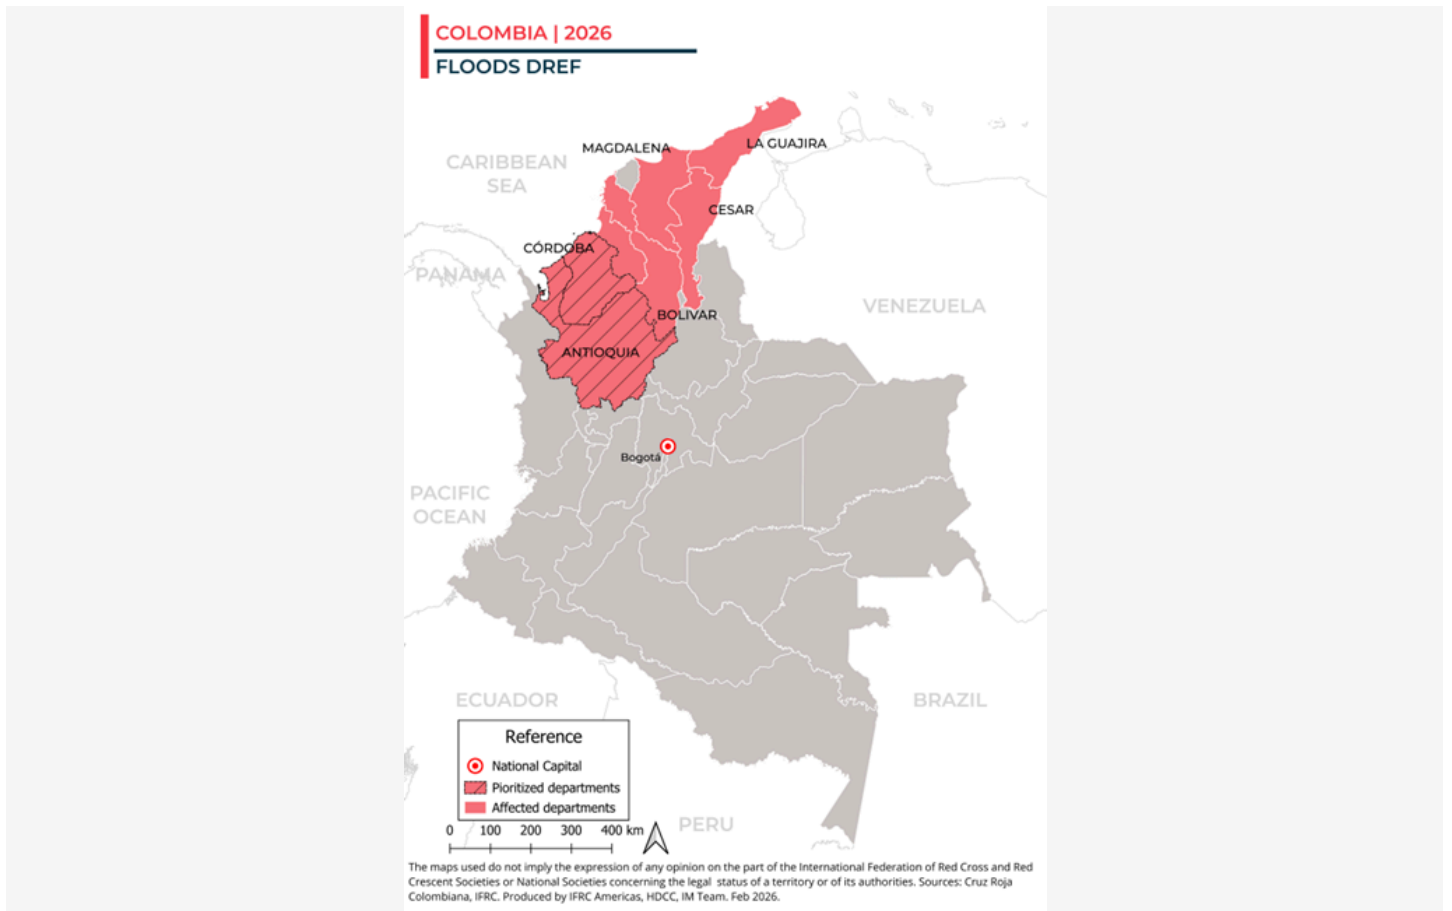 COLOMBIA | 2026
FLOODS DREF
MAGDALENA
LA GUAJIRA
CARIBBEAN
SEA
CESAR
CÓRDOBA
PANAMA
VENEZUELA
BOLIVAR
ANTIOQUIA
Bogotá
PACIFIC
OCEAN
ECUADOR
BRAZIL
Reference
National Capital
Pioritized departments
Affected departments
PERU
0 100 200 300 400 km
The maps used do not imply the expression of any opinion on the part of the International Federation of Red Cross and Red
Crescent Societies or National Societies concerning the legal status of a territory or of its authorities. Sources: Cruz Roja
Colombiana, IFRC. Produced by IFRC Americas, HDCC, IM Team. Feb 2026.